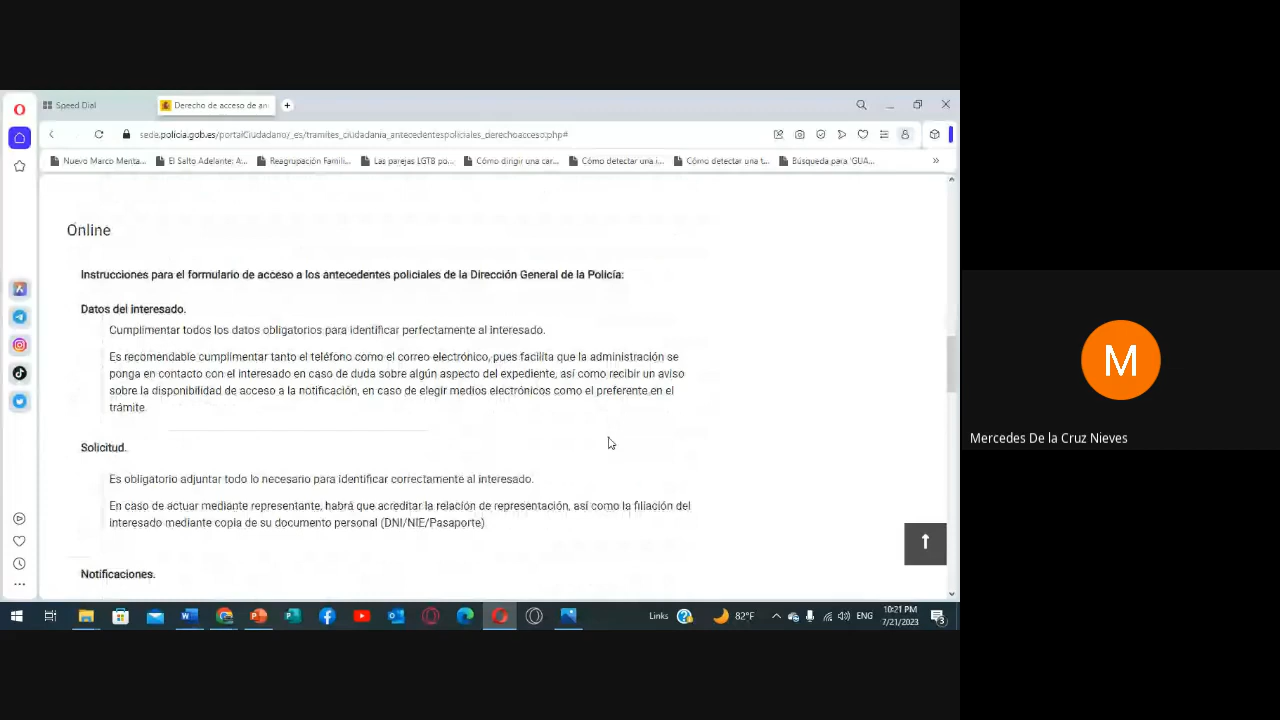 Speed Dial
Derecho de acceso de an
sede.policia.gob.es/portalCiudadano/_es/tramites_ciudadania_antecedentespoliciales_derechoacceso.php#
Nuevo Marco Menta...
El Salto Adelante: A...
Reagrupación Famili...
Las parejas LGTB po...
Cómo dirigir una car...
Cómo detectar una i...
Cómo detectar una t...
Búsqueda para 'GUA...
Online
Instrucciones para el formulario de acceso a los antecedentes policiales de la Dirección General de la Policía:
Datos del interesado.
Cumplimentar todos los datos obligatorios para identificar perfectamente al interesado.
Es recomendable cumplimentar tanto el teléfono como el correo electrónico, pues facilita que la administración se
ponga en contacto con el interesado en caso de duda sobre algún aspecto del expediente, así como recibir un aviso
sobre la disponibilidad de acceso a la notificación, en caso de elegir medios electrónicos como el preferente en el
trámite.
Solicitud.
Es obligatorio adjuntar todo lo necesario para identificar correctamente al interesado.
En caso de actuar mediante representante, habrá que acreditar la relación de representación, así como la filiación del
interesado mediante copia de su documento personal (DNI/NIE/Pasaporte)
Notificaciones.
M
Mercedes De la Cruz Nieves
Links
82°F
ENG
10:21 PM
7/21/2023
3